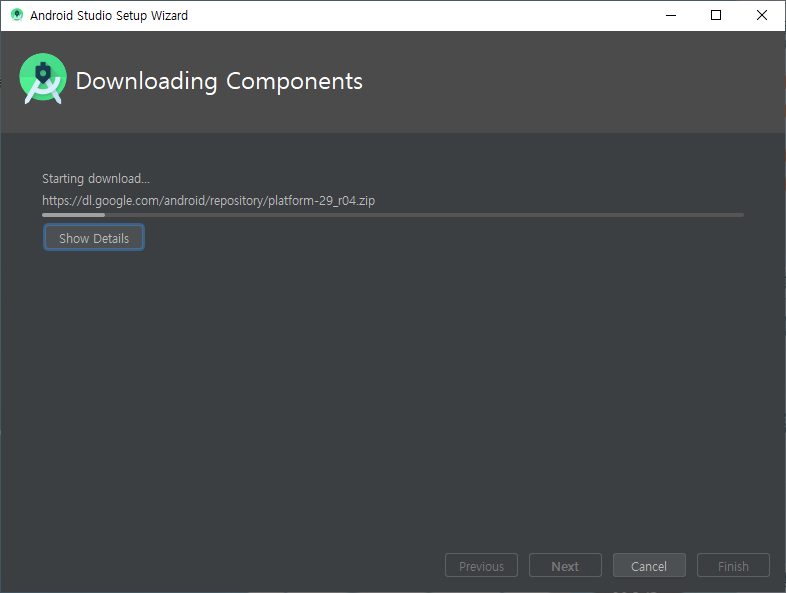 Android Studio Setup Wizard
Downloading Components
Starting download...
https://dl.google.com/android/repository/platform-29_r04.zip
Show Details
Previous Next Cancel Finish